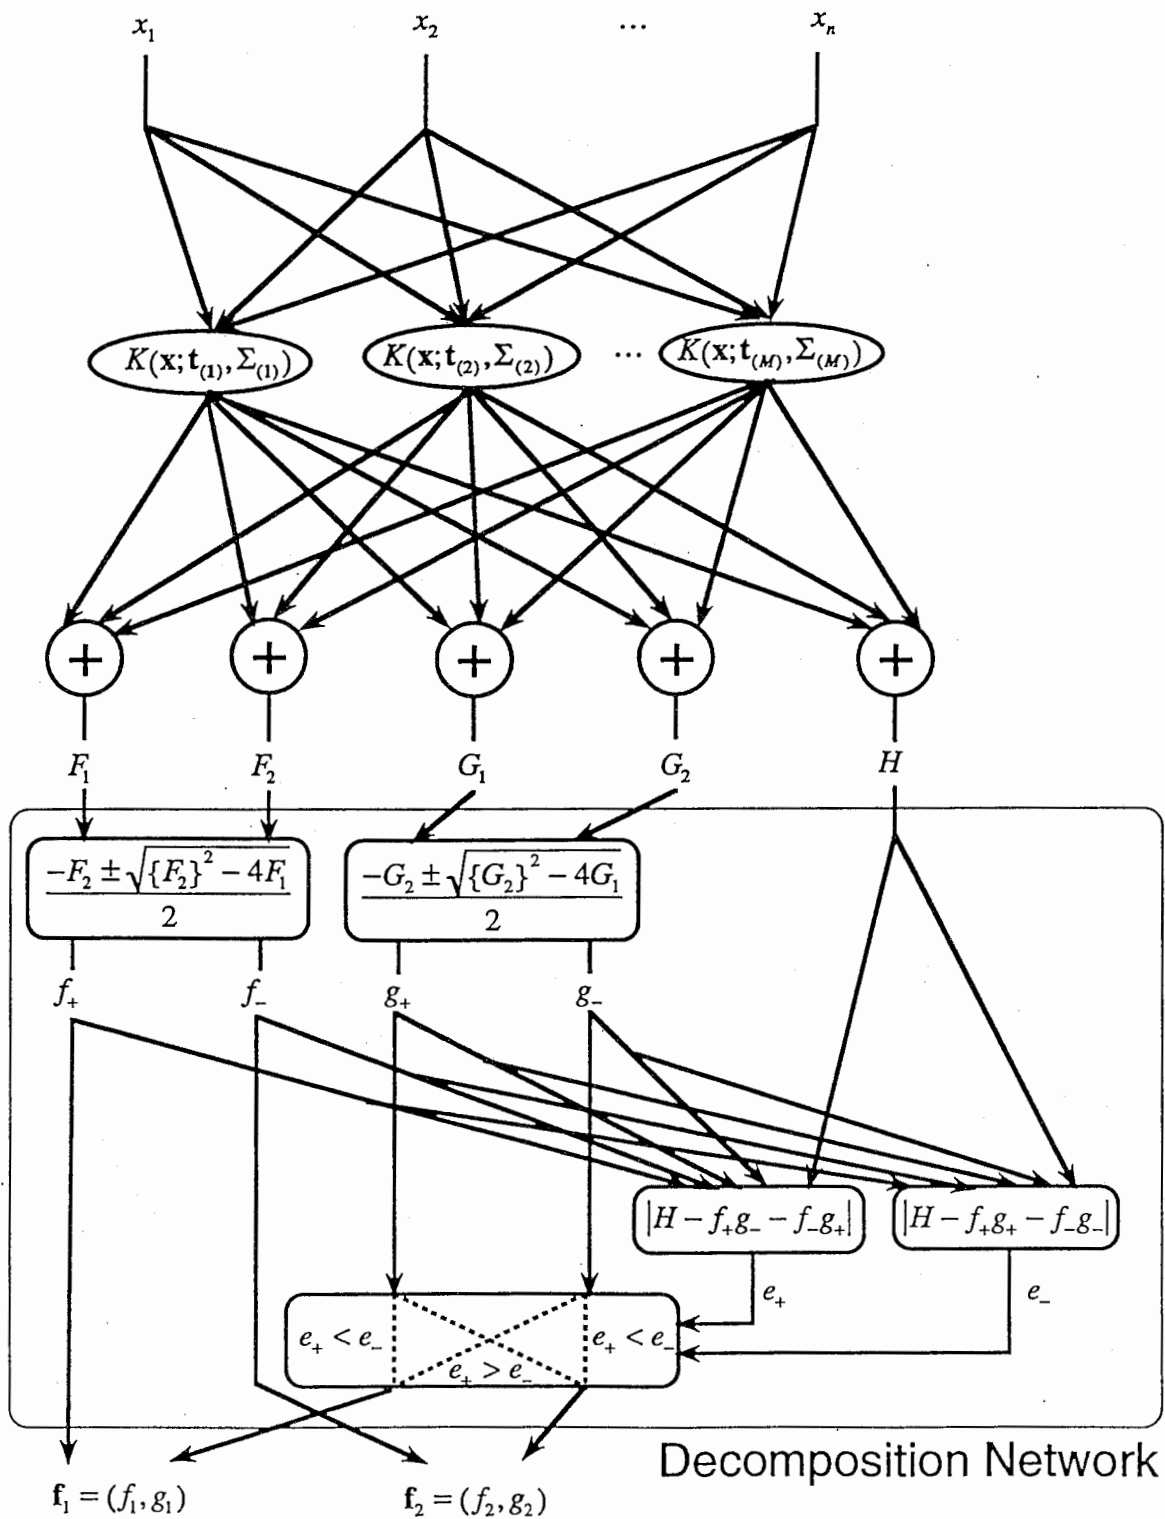 x₁ x₂ ... xₙ
K(x; t₍₁₎, Σ₍₁₎) K(x; t₍₂₎, Σ₍₂₎) ... K(x; t₍M₎, Σ₍M₎)
+ + + + +
F₁ F₂ G₁ G₂ H
(-F₂ ± √({F₂}² - 4F₁))/2 (-G₂ ± √({G₂}² - 4G₁))/2
f₊ f₋ g₊ g₋
|H - f₊g₋ - f₋g₊| |H - f₊g₊ - f₋g₋|
e₊ e₋
e₊ < e₋ e₊ < e₋
e₊ > e₋
Decomposition Network
f₁ = (f₁, g₁) f₂ = (f₂, g₂)